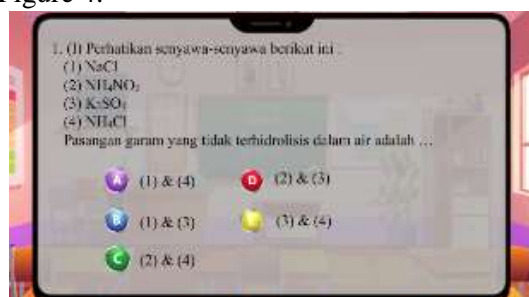 Figure 4.
1. (1) Perhatikan senyawa-senyawa berikut ini :
(1) NaCl
(2) NH₄NO₃
(3) K₂SO₄
(4) NH₄Cl
Pasangan garam yang tidak terhidrolisis dalam air adalah …
A (1) & (4)
B (1) & (3)
C (2) & (4)
D (2) & (3)
(3) & (4)